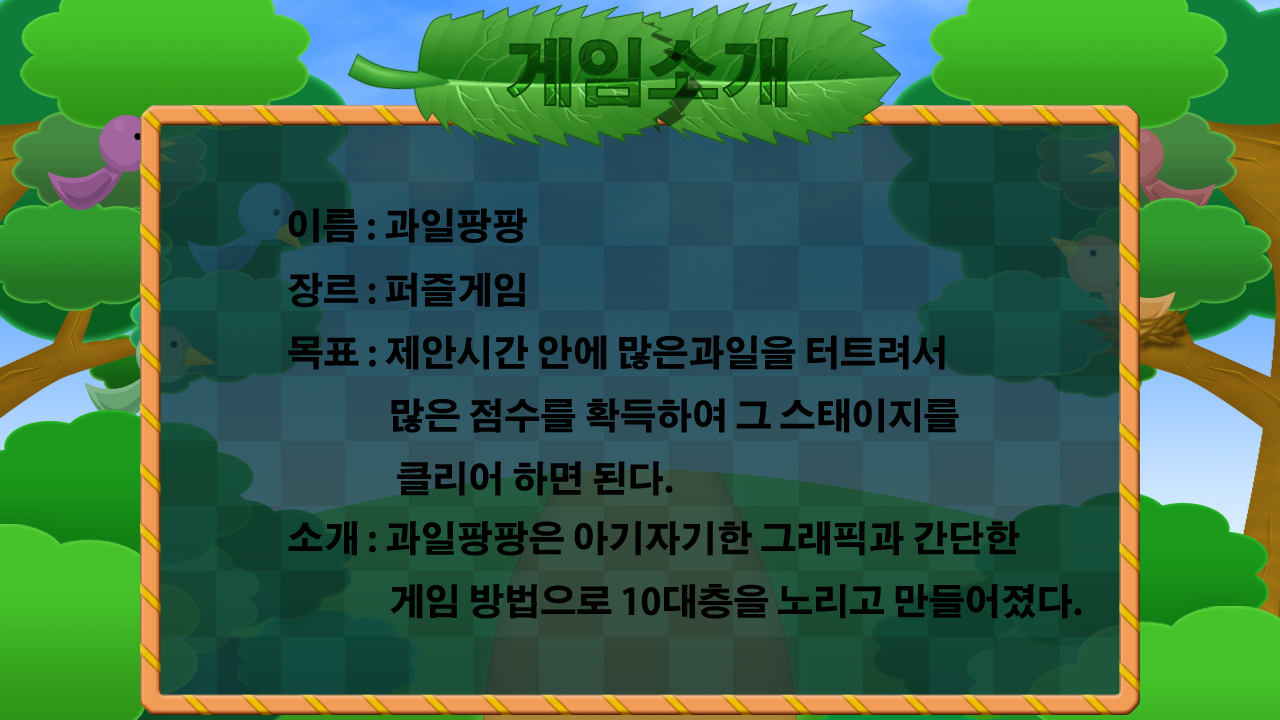 게임소개
이름 : 과일팡팡
장르 : 퍼즐게임
목표 : 제안시간 안에 많은과일을 터트려서
많은 점수를 확득하여 그 스태이지를
클리어 하면 된다.
소개 : 과일팡팡은 아기자기한 그래픽과 간단한
게임 방법으로 10대층을 노리고 만들어졌다.